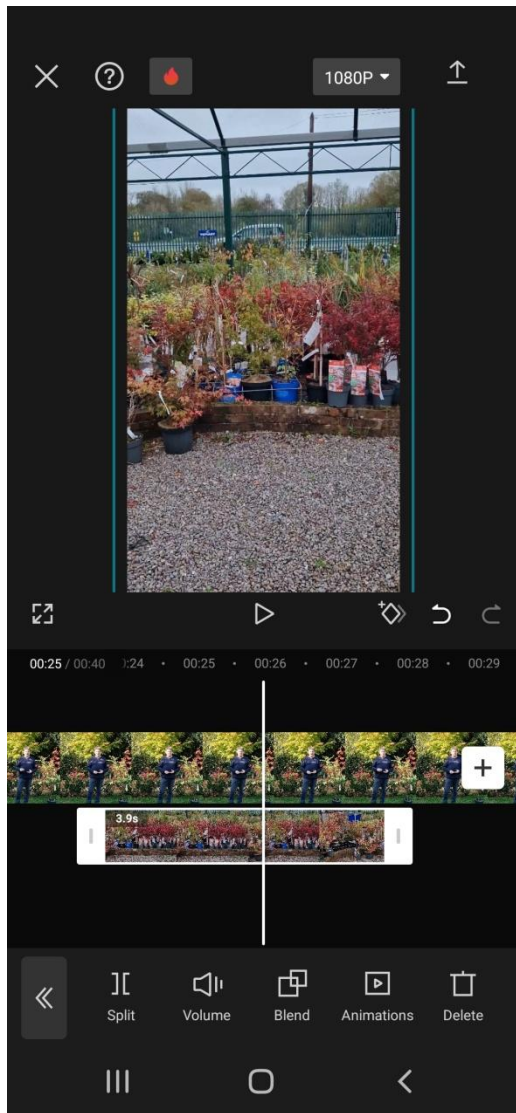 1080P
00:25 / 00:40 ):24 • 00:25 • 00:26 • 00:27 • 00:28 • 00:29
3.9s
Split Volume Blend Animations Delete